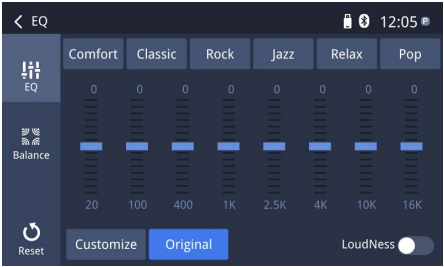 EQ 12:05 P
Comfort Classic Rock Jazz Relax Pop
EQ
0 0 0 0 0 0 0 0
Balance
20 100 400 1K 2.5K 4K 10K 16K
Reset
Customize Original LoudNess